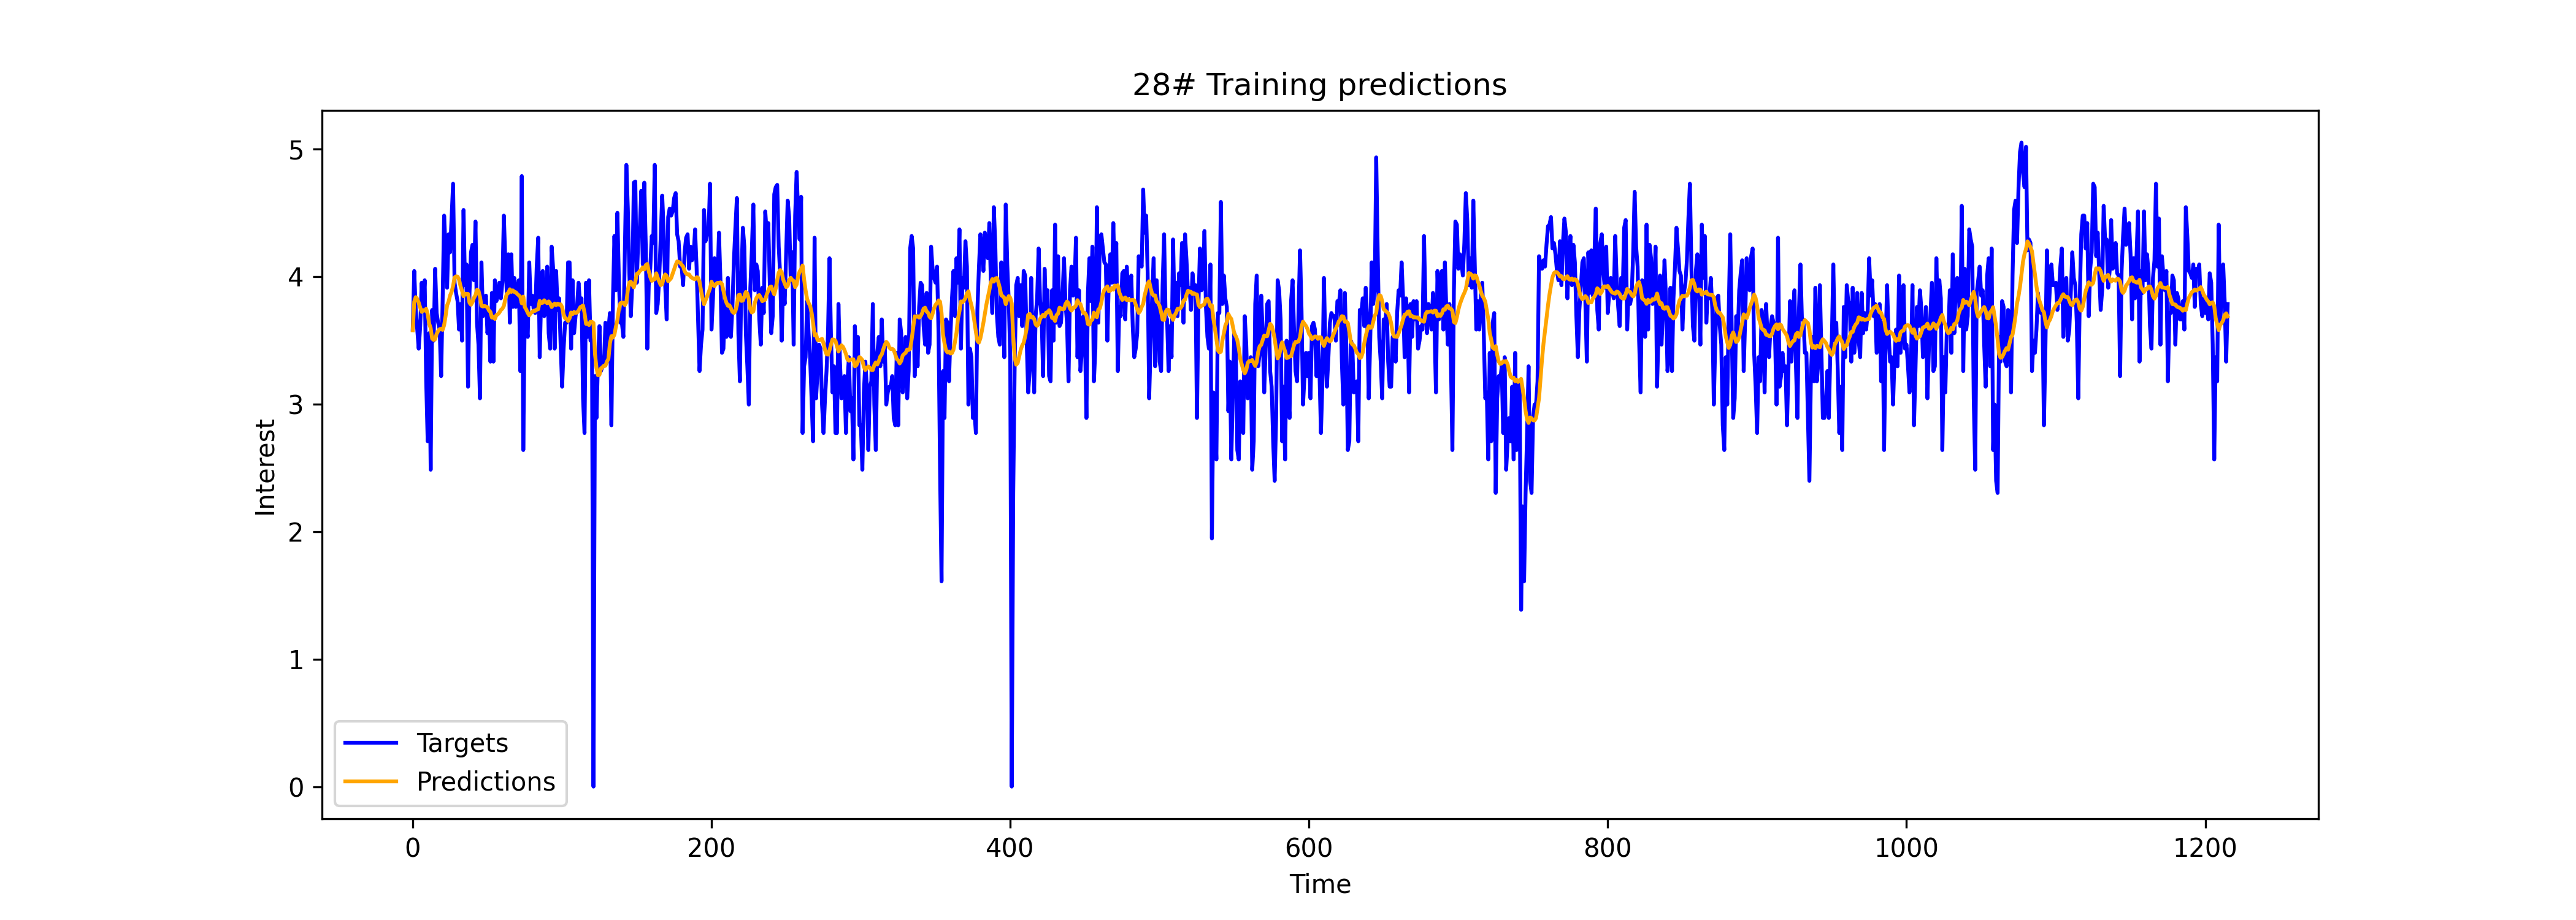 28# Training predictions
Interest
5
4
3
2
1
0
Targets
Predictions
0 200 400 600 800 1000 1200
Time